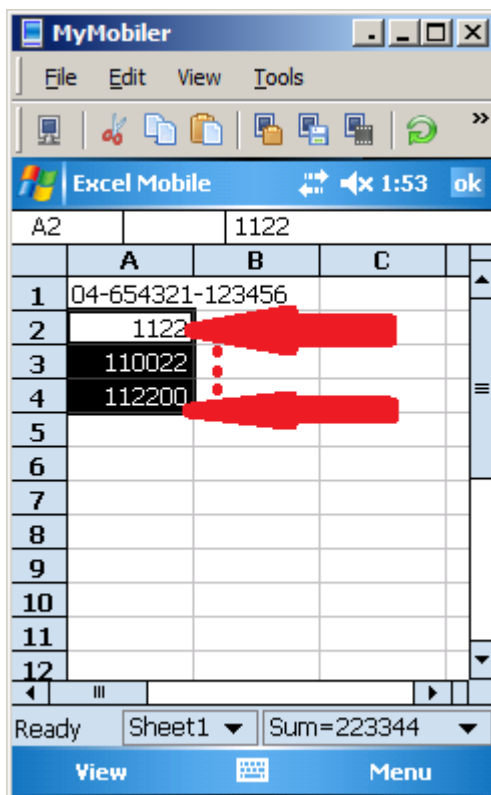 MyMobiler
File Edit View Tools
»
Excel Mobile 1:53 ok
A2 1122
A B C
1 04-654321-123456
2 1122
3 110022
4 112200
5
6
7
8
9
10
11
12
Ready Sheet1 Sum=223344
View Menu